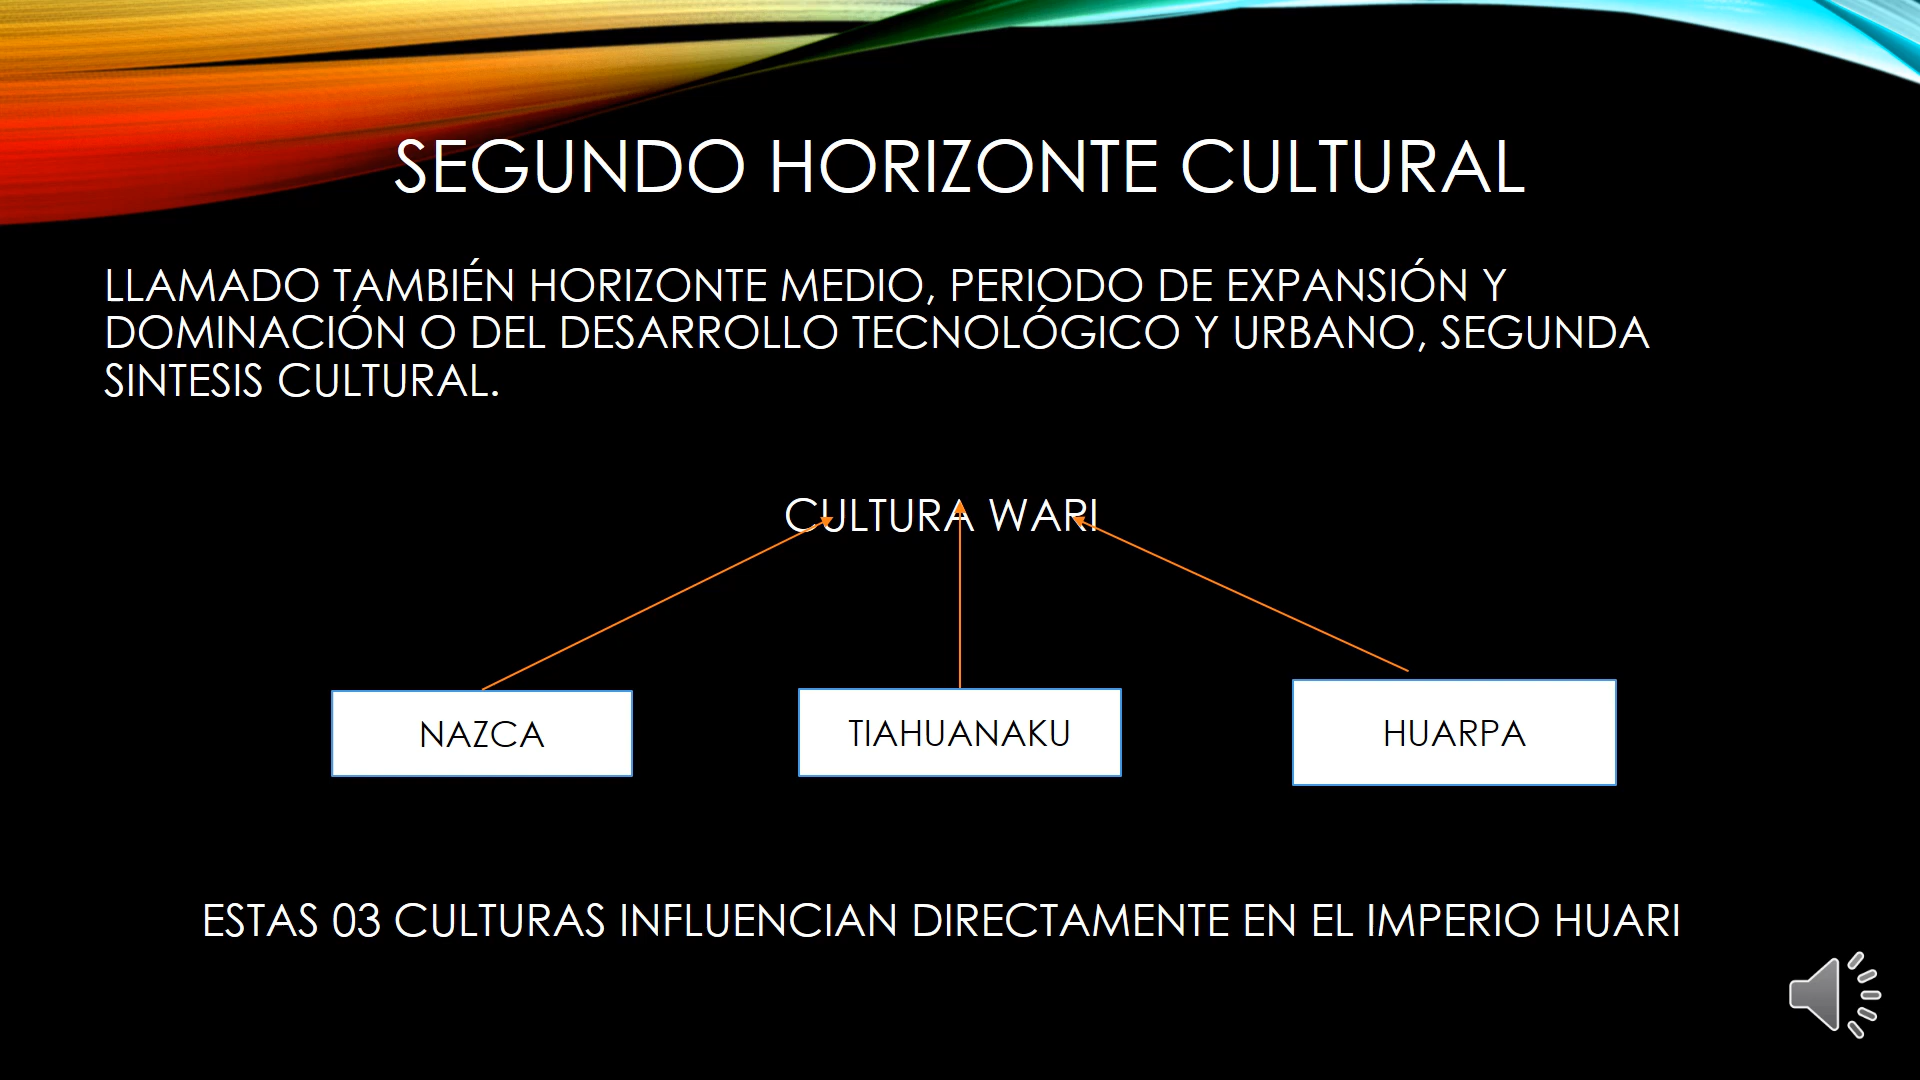 SEGUNDO HORIZONTE CULTURAL
LLAMADO TAMBIÉN HORIZONTE MEDIO, PERIODO DE EXPANSIÓN Y
DOMINACIÓN O DEL DESARROLLO TECNOLÓGICO Y URBANO, SEGUNDA
SINTESIS CULTURAL.
CULTURA WARI
NAZCA
TIAHUANAKU
HUARPA
ESTAS 03 CULTURAS INFLUENCIAN DIRECTAMENTE EN EL IMPERIO HUARI